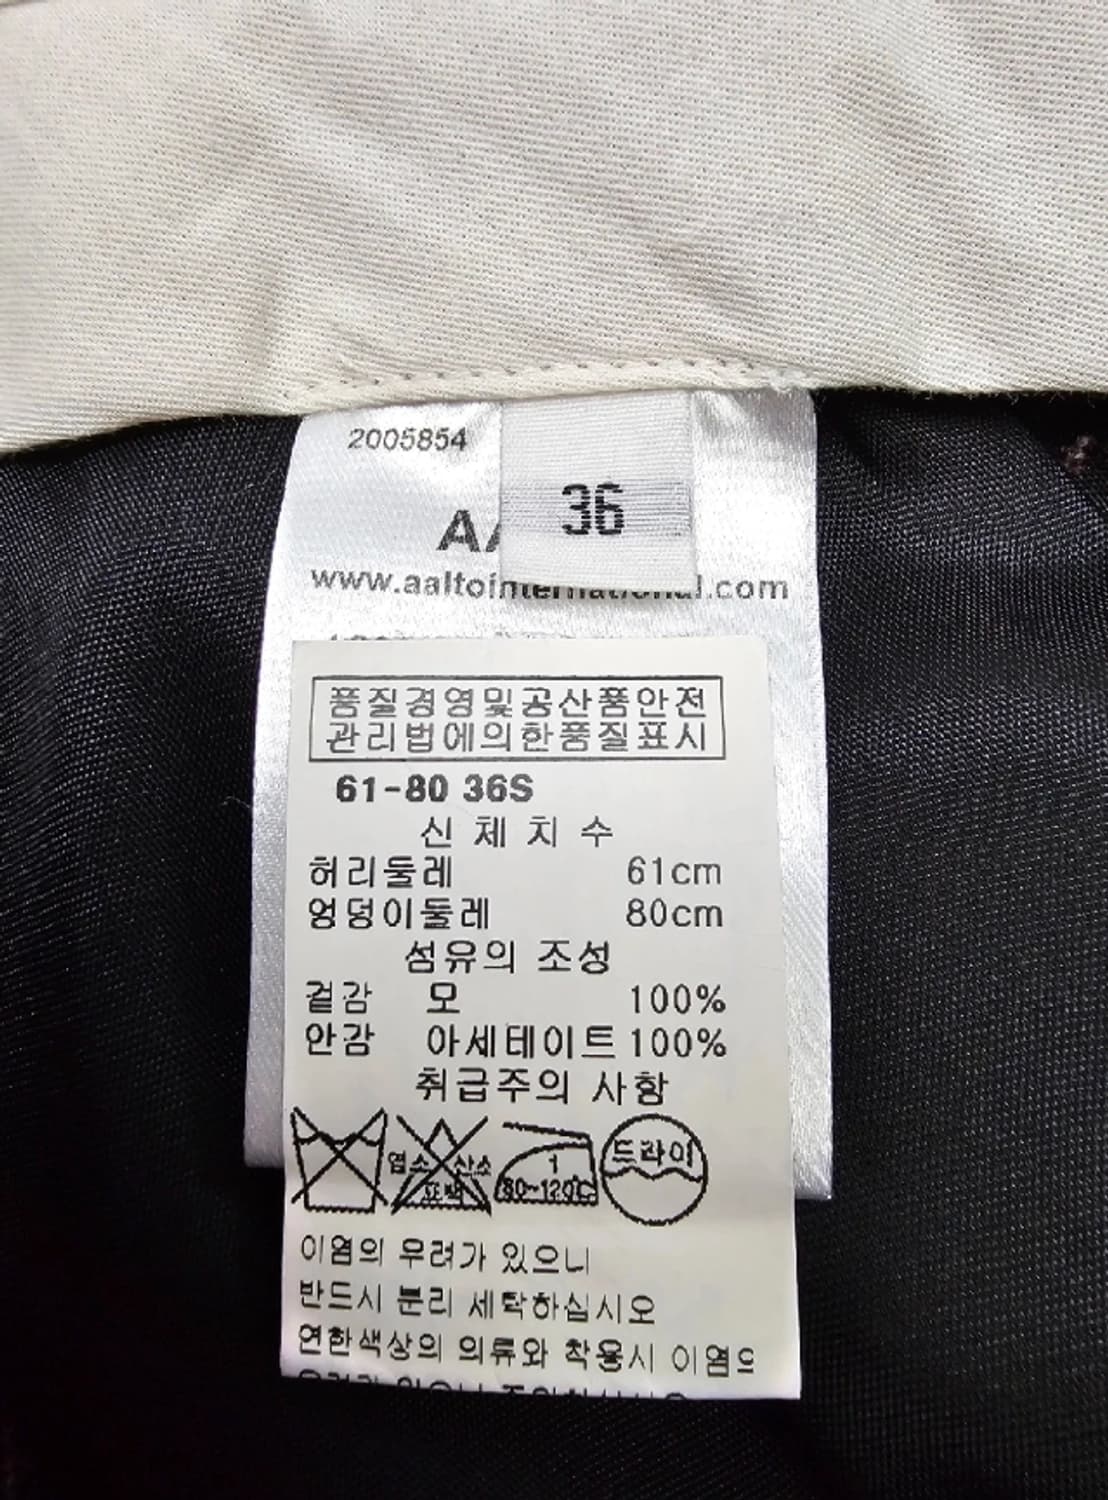 2005854
36
www.aaltointernational.com
품질경영및공산품안전
관리법에의한품질표시
61-80 36S
신체치수
허리둘레 61cm
엉덩이둘레 80cm
섬유의 조성
겉감 모 100%
안감 아세테이트 100%
취급주의 사항
염소 산소
표백
1
80~120℃
드라이
이염의 우려가 있으니
반드시 분리 세탁하십시오
연한색상의 의류와 착용시 이염의